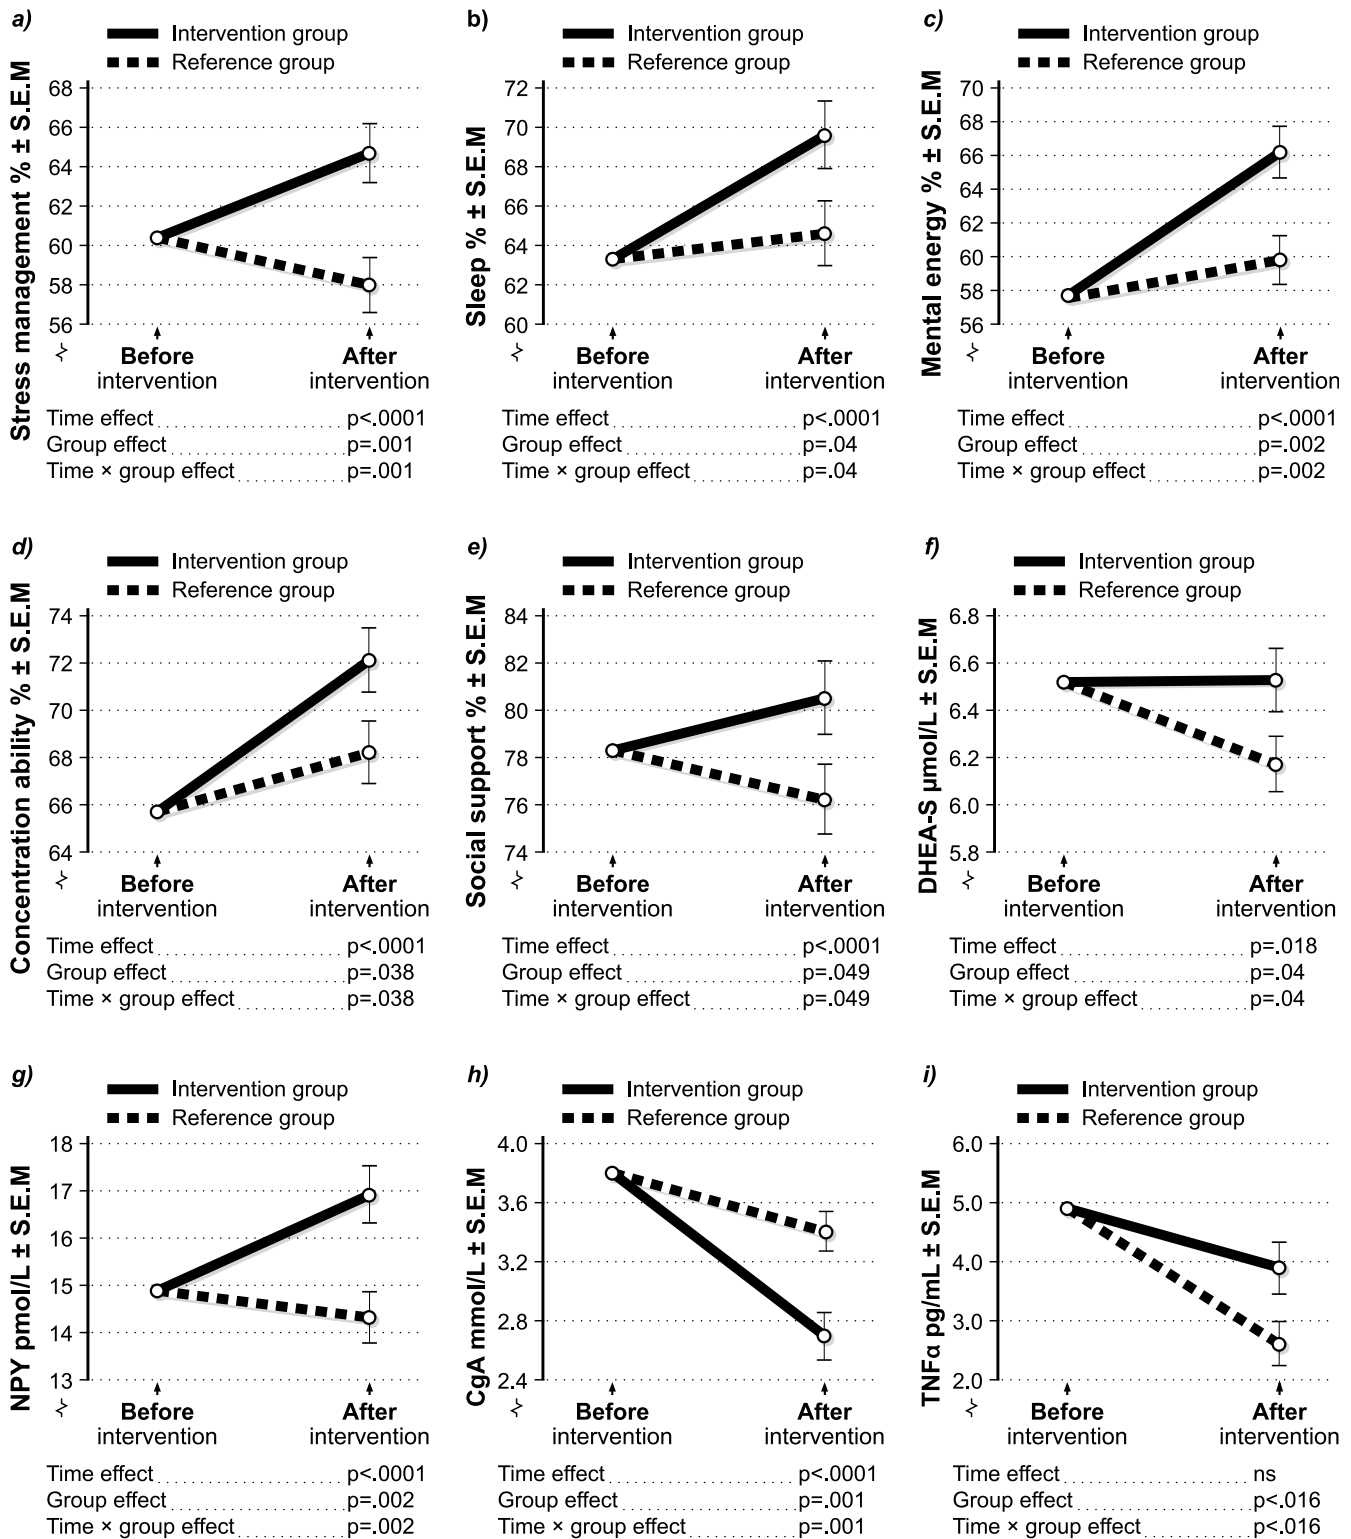 a)
Intervention group
Reference group
Stress management % ± S.E.M
68
66
64
62
60
58
56
Before
intervention
After
intervention
Time effect p<.0001
Group effect p=.001
Time × group effect p=.001
b)
Intervention group
Reference group
Sleep % ± S.E.M
72
70
68
66
64
62
60
Before
intervention
After
intervention
Time effect p<.0001
Group effect p=.04
Time × group effect p=.04
c)
Intervention group
Reference group
Mental energy % ± S.E.M
70
68
66
64
62
60
58
56
Before
intervention
After
intervention
Time effect p<.0001
Group effect p=.002
Time × group effect p=.002
d)
Intervention group
Reference group
Concentration ability % ± S.E.M
74
72
70
68
66
64
Before
intervention
After
intervention
Time effect p<.0001
Group effect p=.038
Time × group effect p=.038
e)
Intervention group
Reference group
Social support % ± S.E.M
84
82
80
78
76
74
Before
intervention
After
intervention
Time effect p<.0001
Group effect p=.049
Time × group effect p=.049
f)
Intervention group
Reference group
DHEA-S µmol/L ± S.E.M
6.8
6.6
6.4
6.2
6.0
5.8
Before
intervention
After
intervention
Time effect p=.018
Group effect p=.04
Time × group effect p=.04
g)
Intervention group
Reference group
NPY pmol/L ± S.E.M
18
17
16
15
14
13
Before
intervention
After
intervention
Time effect p<.0001
Group effect p=.002
Time × group effect p=.002
h)
Intervention group
Reference group
CgA mmol/L ± S.E.M
4.0
3.6
3.2
2.8
2.4
Before
intervention
After
intervention
Time effect p<.0001
Group effect p=.001
Time × group effect p=.001
i)
Intervention group
Reference group
TNFα pg/mL ± S.E.M
6.0
5.0
4.0
3.0
2.0
Before
intervention
After
intervention
Time effect ns
Group effect p<.016
Time × group effect p<.016